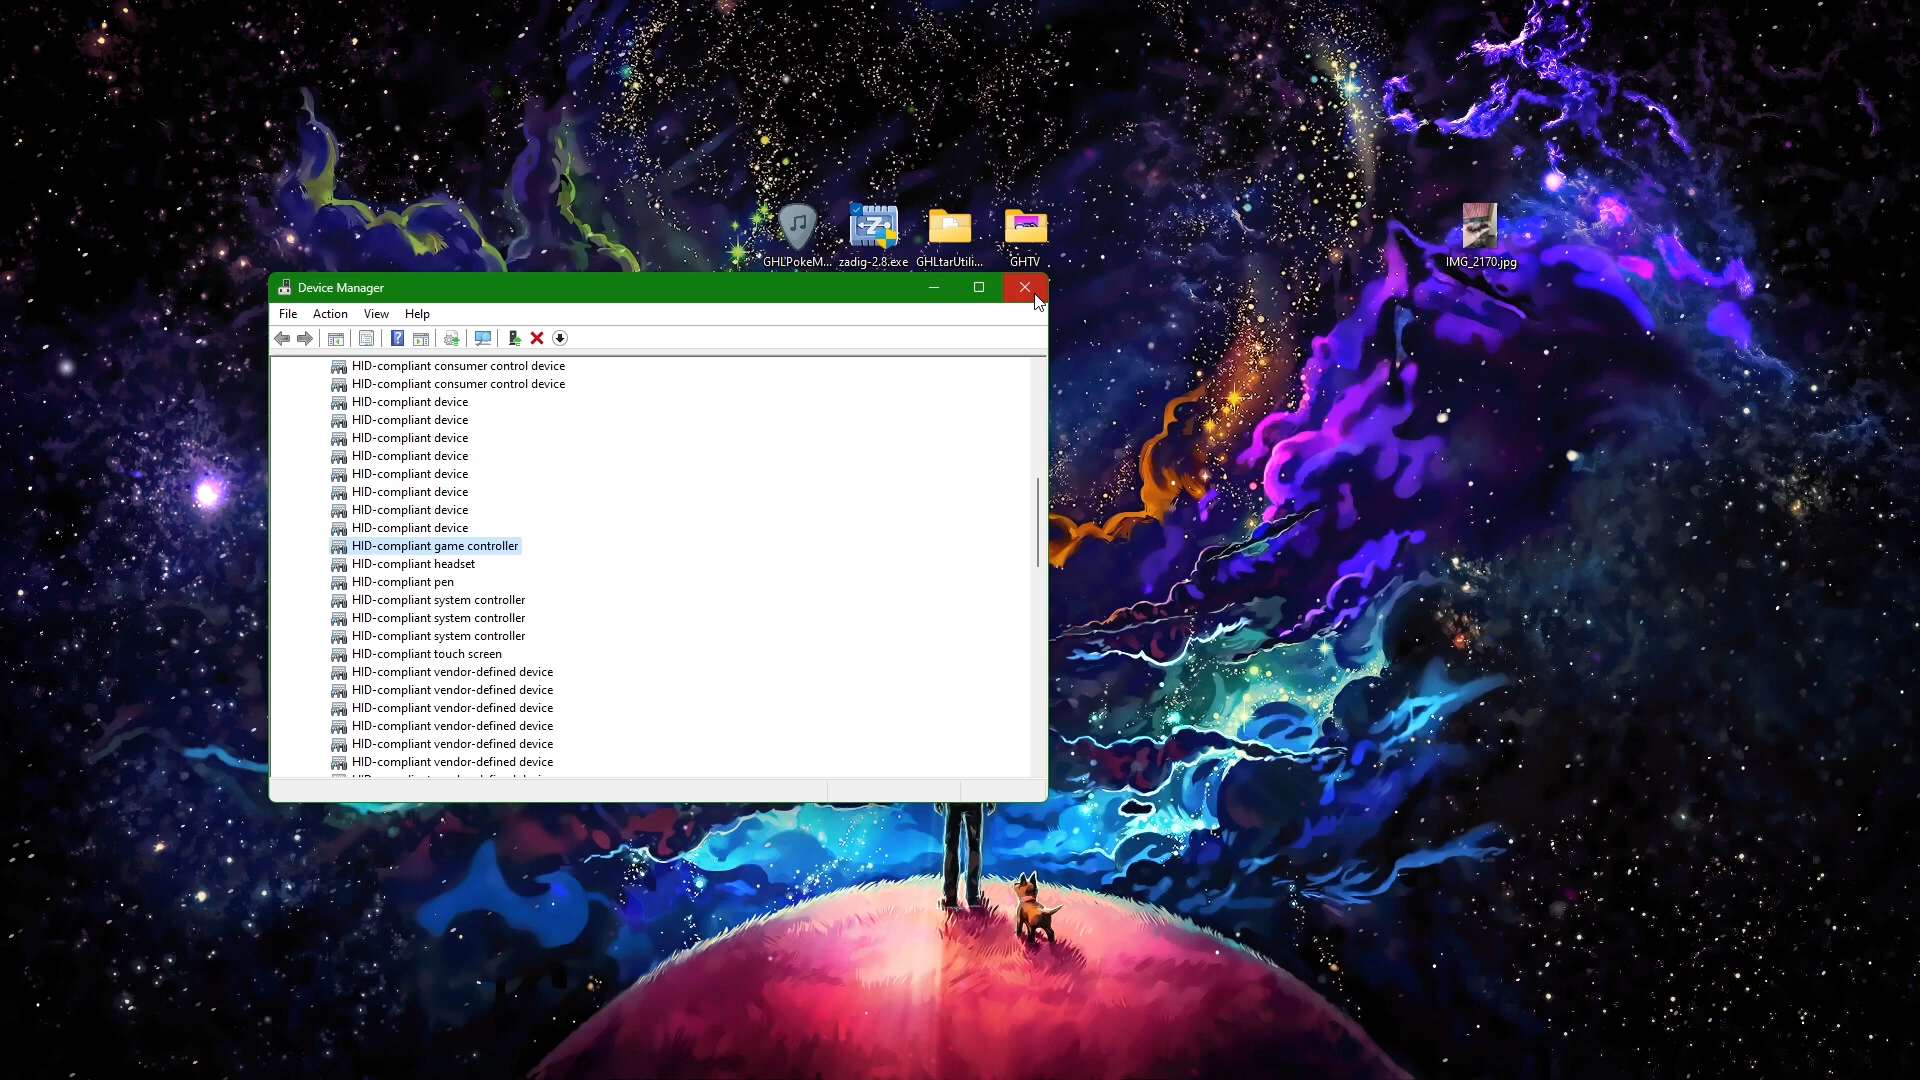 GHLPokeM...
zadig-2.8.exe
GHLtarUtili...
GHTV
IMG_2170.jpg
Device Manager
File
Action
View
Help
HID-compliant consumer control device
HID-compliant consumer control device
HID-compliant device
HID-compliant device
HID-compliant device
HID-compliant device
HID-compliant device
HID-compliant device
HID-compliant device
HID-compliant device
HID-compliant game controller
HID-compliant headset
HID-compliant pen
HID-compliant system controller
HID-compliant system controller
HID-compliant system controller
HID-compliant touch screen
HID-compliant vendor-defined device
HID-compliant vendor-defined device
HID-compliant vendor-defined device
HID-compliant vendor-defined device
HID-compliant vendor-defined device
HID-compliant vendor-defined device